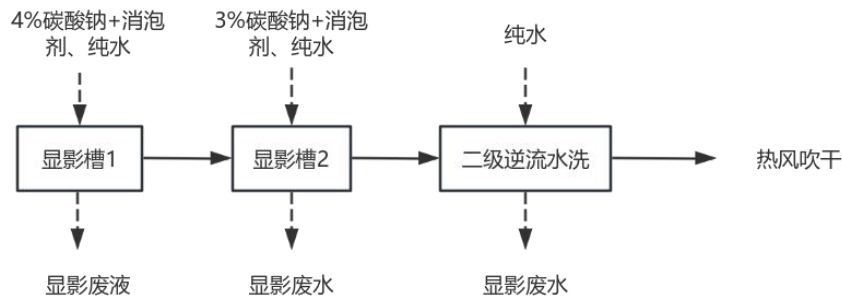 4%碳酸钠+消泡
剂、纯水
3%碳酸钠+消泡
剂、纯水
纯水
显影槽1
显影槽2
二级逆流水洗
热风吹干
显影废液
显影废水
显影废水